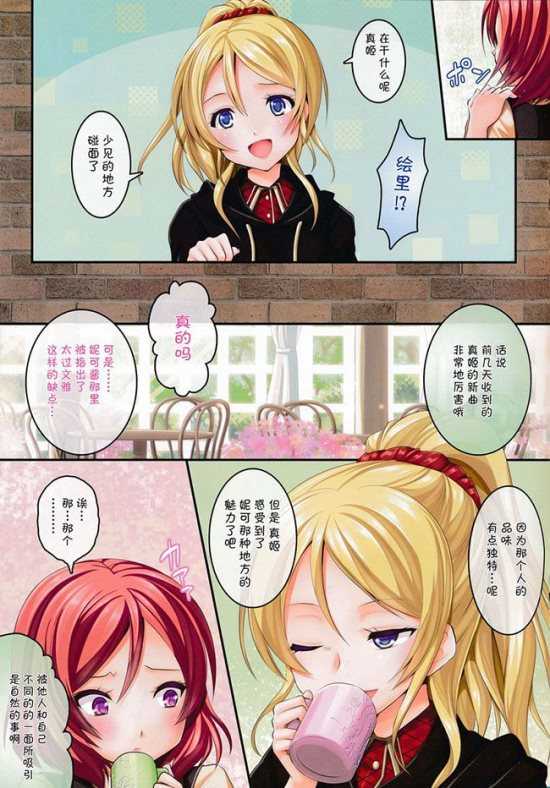 在干什么呢
真姬
ポン
绘里!?
少见的地方
碰面了
话说
前几天收到的
真姬的新曲
非常地厉害哦
真的吗
可是……
妮可酱那里
被指出了
太过文雅
这样的缺点…
因为那个人的
品味
有点独特…呢
但是真姬
感受到了
妮可那种地方的
魅力了吧
诶…
那…那个
………
カァ…
被他人和自己
不同的的一面所吸引
是自然的事啊